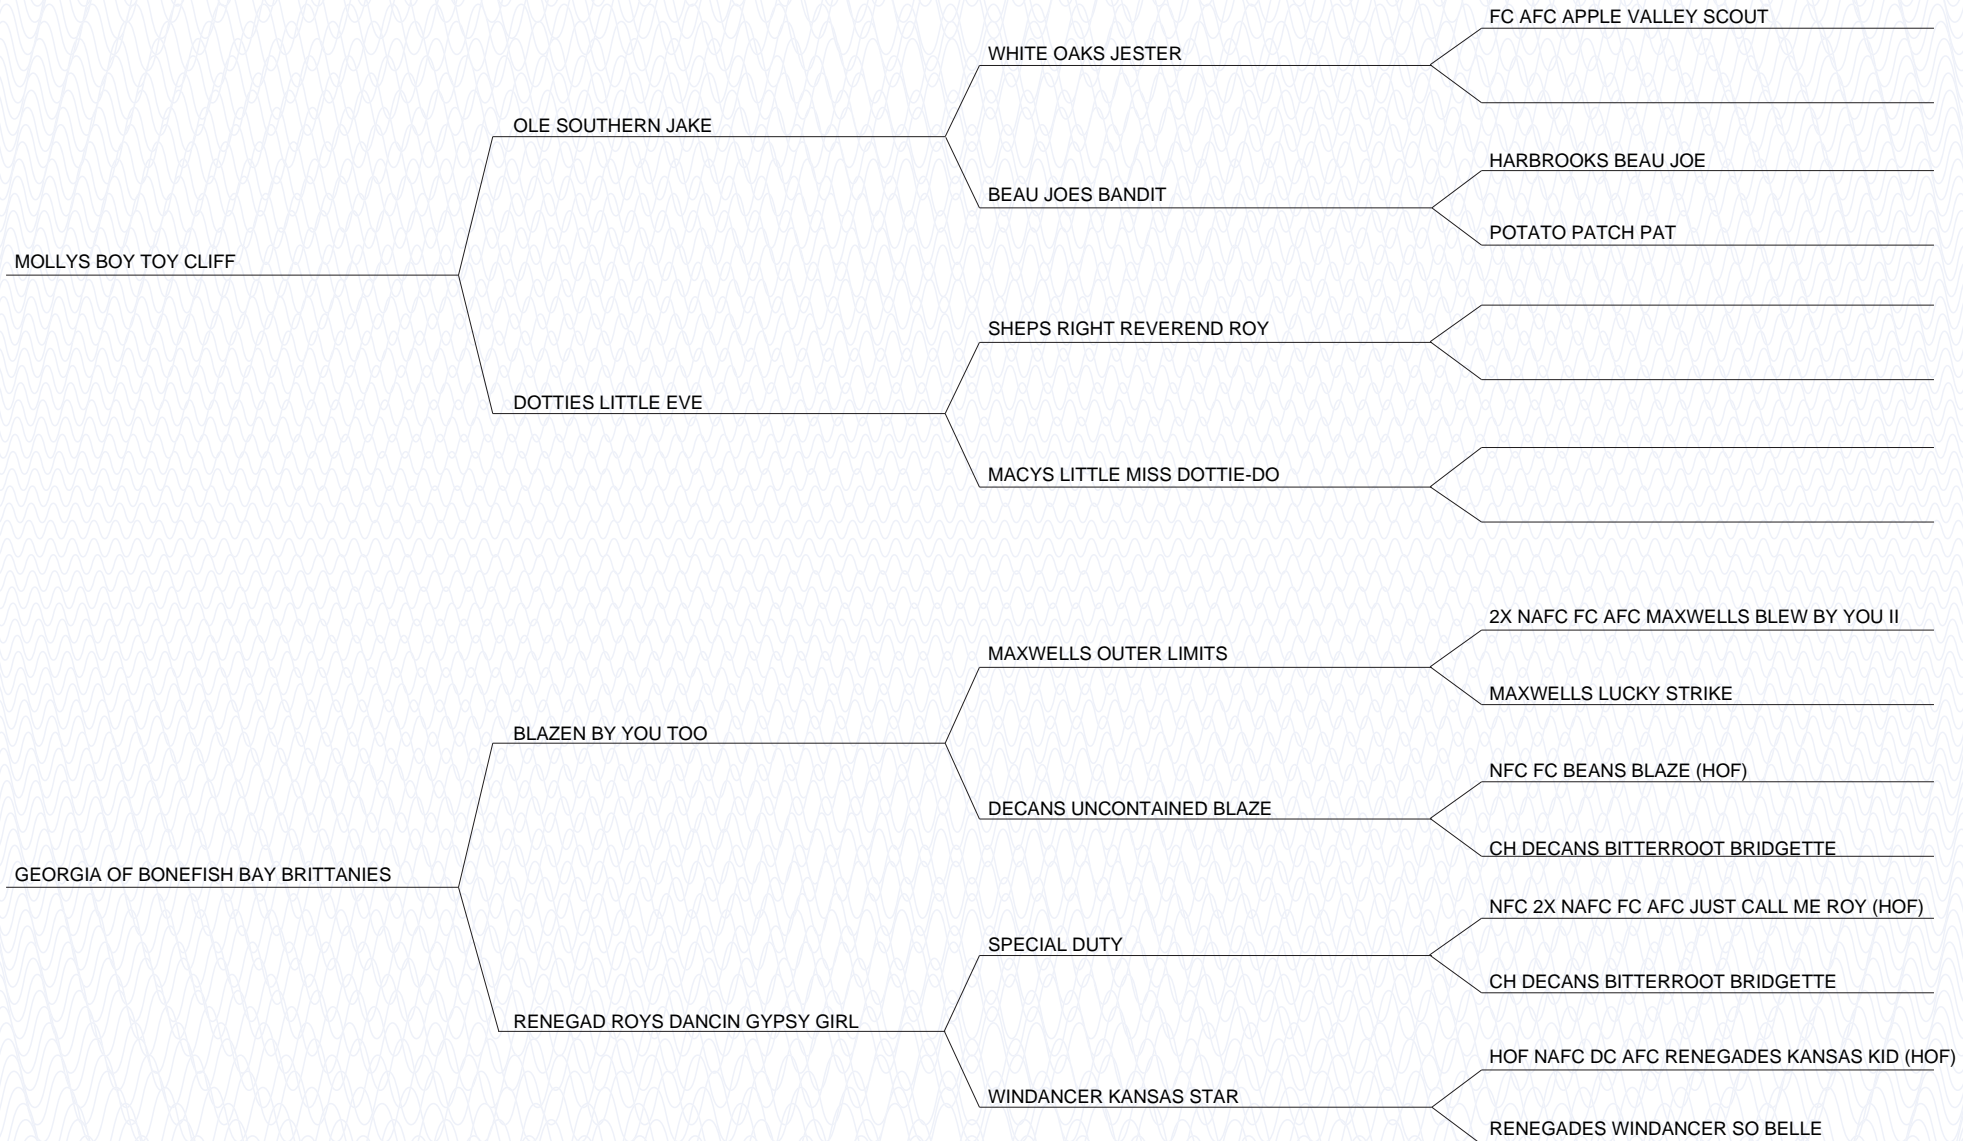 FC AFC APPLE VALLEY SCOUT
WHITE OAKS JESTER
OLE SOUTHERN JAKE
HARBROOKS BEAU JOE
BEAU JOES BANDIT
POTATO PATCH PAT
MOLLYS BOY TOY CLIFF
SHEPS RIGHT REVEREND ROY
DOTTIES LITTLE EVE
MACYS LITTLE MISS DOTTIE-DO
2X NAFC FC AFC MAXWELLS BLEW BY YOU II
MAXWELLS OUTER LIMITS
MAXWELLS LUCKY STRIKE
BLAZEN BY YOU TOO
NFC FC BEANS BLAZE (HOF)
DECANS UNCONTAINED BLAZE
CH DECANS BITTERROOT BRIDGETTE
GEORGIA OF BONEFISH BAY BRITTANIES
NFC 2X NAFC FC AFC JUST CALL ME ROY (HOF)
SPECIAL DUTY
CH DECANS BITTERROOT BRIDGETTE
RENEGAD ROYS DANCIN GYPSY GIRL
HOF NAFC DC AFC RENEGADES KANSAS KID (HOF)
WINDANCER KANSAS STAR
RENEGADES WINDANCER SO BELLE